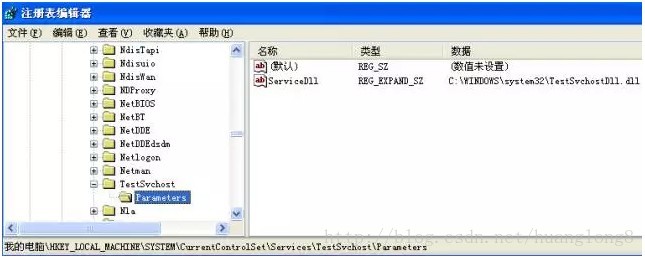 注册表编辑器
文件(F) 编辑(E) 查看(V) 收藏夹(A) 帮助(H)
NdisTapi
Ndisuio
NdisWan
NDProxy
NetBIOS
NetBT
NetDDE
NetDDEdsdm
Netlogon
Netman
TestSvchost
Parameters
Nla
名称 类型 数据
ab (默认) REG_SZ (数值未设置)
ab ServiceDll REG_EXPAND_SZ C:\WINDOWS\system32\TestSvchostDll.dll
http://blog.csdn.net/huanglong8
我的电脑\HKEY_LOCAL_MACHINE\SYSTEM\CurrentControlSet\Services\TestSvchost\Parameters